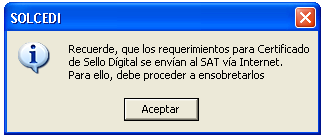 SOLCEDI
Recuerde, que los requerimientos para Certificado
de Sello Digital se envían al SAT vía Internet.
Para ello, debe proceder a ensobretarlos
Aceptar